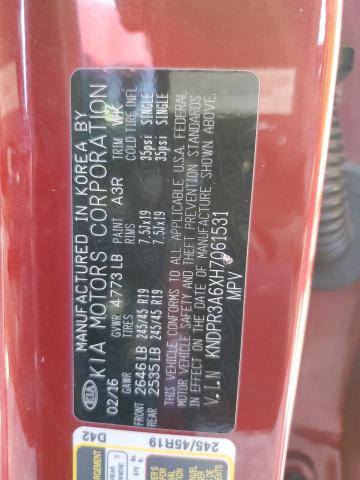 MANUFACTURED IN KOREA BY
KIA MOTORS CORPORATION
02/16 GVWR 4773 LB PAINT A3R TRIM WK
GAWR TIRES RIMS COLD TIRE INFL
FRONT 2646 LB 245/45 R19 7.5Jx19 35psi SINGLE
REAR 2535 LB 245/45 R19 7.5Jx19 35psi SINGLE
THIS VEHICLE CONFORMS TO ALL APPLICABLE U.S.A. FEDERAL
MOTOR VEHICLE SAFETY AND THEFT PREVENTION STANDARDS
IN EFFECT ON THE DATE OF MANUFACTURE SHOWN ABOVE.
V.I.N KNDPR3A6XH7061531
MPV
KIA
D42 245/45R19